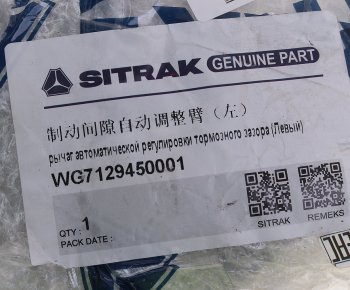 SITRAK GENUINE PART
制动间隙自动调整臂（左）
рычаг автоматической регулировки тормозного зазора(Левый)
WG7129450001
QTY : 1
PACK DATE :
SITRAK REMEKS